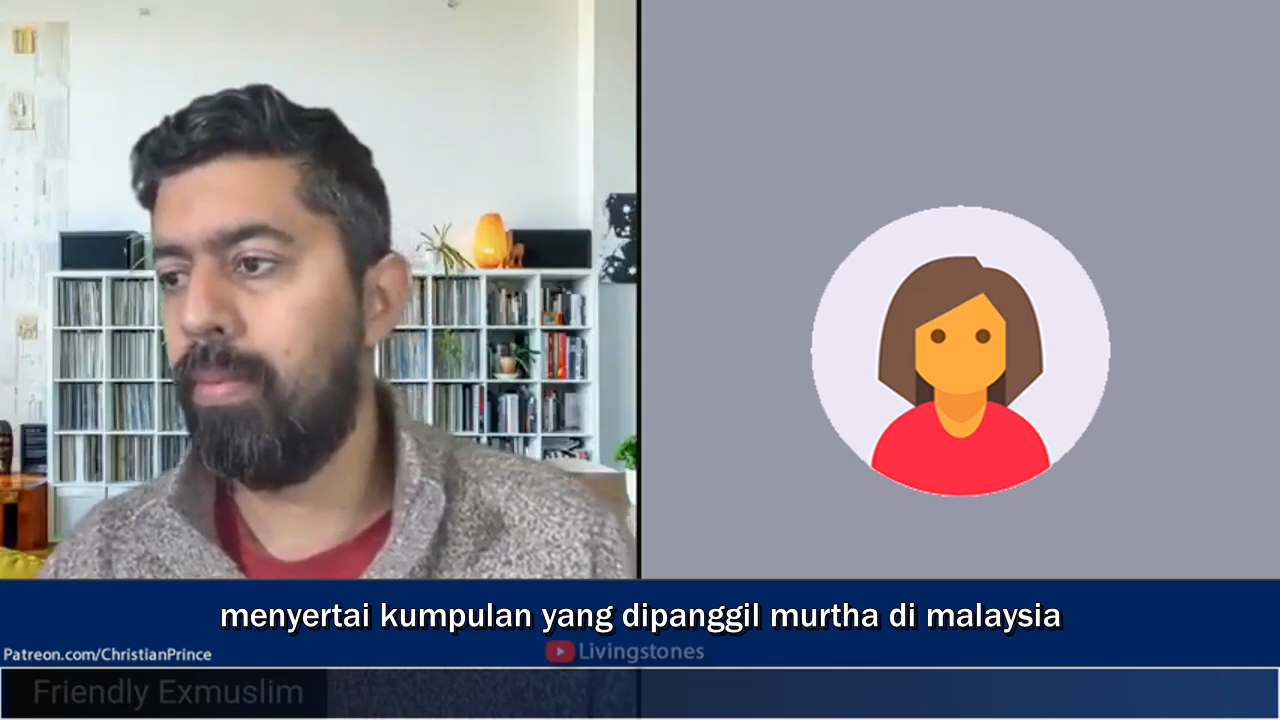 menyertai kumpulan yang dipanggil murtha di malaysia
Patreon.com/ChristianPrince
Livingstones
Friendly Exmuslim